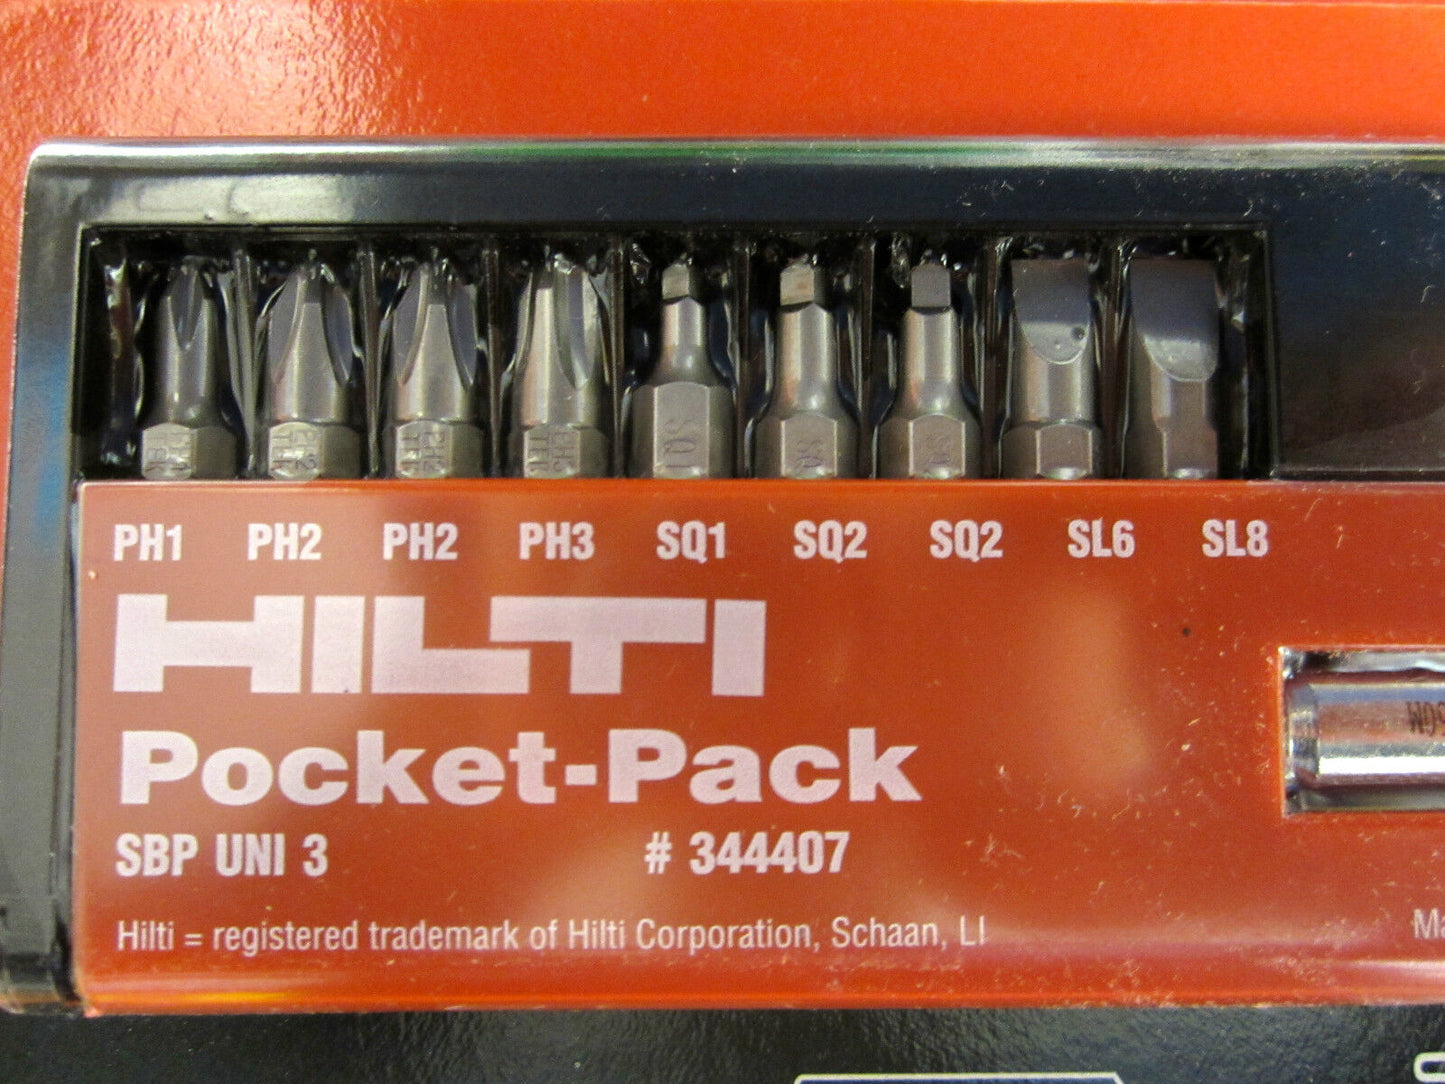 PH1 PH2 PH2 PH3 SQ1 SQ2 SQ2 SL6 SL8
HILTI
Pocket-Pack
SBP UNI 3 # 344407
Hilti = registered trademark of Hilti Corporation, Schaan, LI